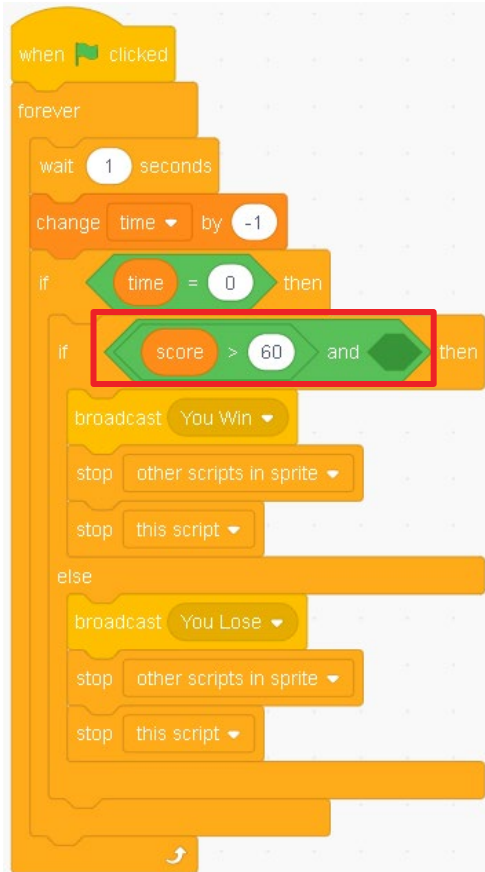 when clicked
forever
wait 1 seconds
change time by -1
if time = 0 then
if score > 60 and then
broadcast You Win
stop other scripts in sprite
stop this script
else
broadcast You Lose
stop other scripts in sprite
stop this script